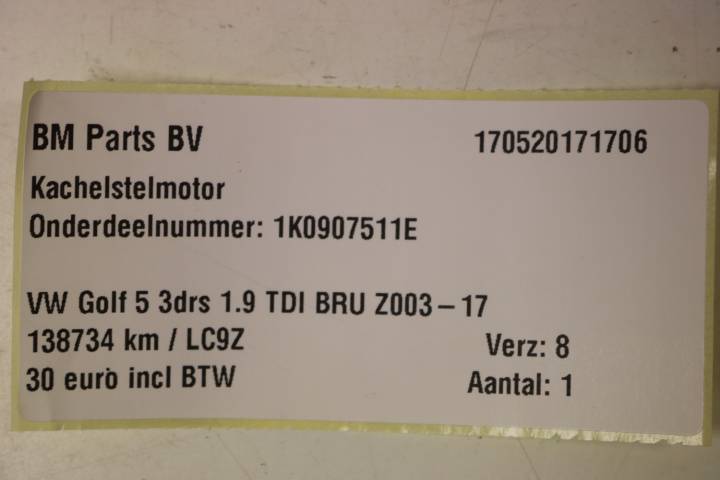 BM Parts BV 170520171706
Kachelstelmotor
Onderdeelnummer: 1K0907511E
VW Golf 5 3drs 1.9 TDI BRU Z003-17
138734 km / LC9Z Verz: 8
30 euro incl BTW Aantal: 1